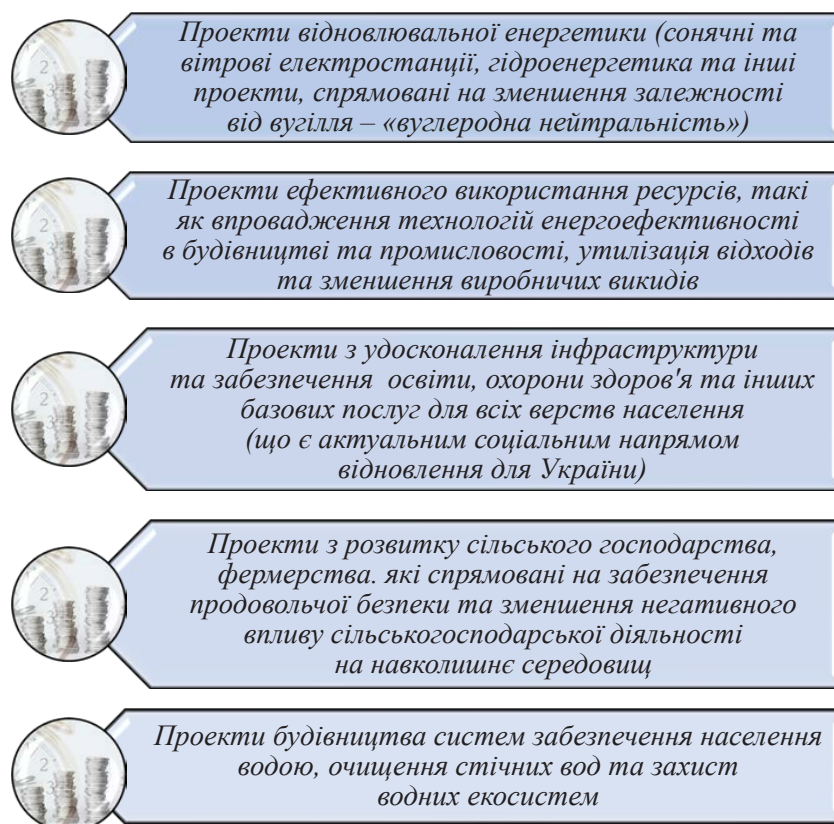 Проекти відновлювальної енергетики (сонячні та
вітрові електростанції, гідроенергетика та інші
проекти, спрямовані на зменшення залежності
від вугілля – «вуглеродна нейтральність»)
Проекти ефективного використання ресурсів, такі
як впровадження технологій енергоефективності
в будівництві та промисловості, утилізація відходів
та зменшення виробничих викидів
Проекти з удосконалення інфраструктури
та забезпечення освіти, охорони здоров'я та інших
базових послуг для всіх верств населення
(що є актуальним соціальним напрямом
відновлення для України)
Проекти з розвитку сільського господарства,
фермерства. які спрямовані на забезпечення
продовольчої безпеки та зменшення негативного
впливу сільськогосподарської діяльності
на навколишнє середовищ
Проекти будівництва систем забезпечення населення
водою, очищення стічних вод та захист
водних екосистем